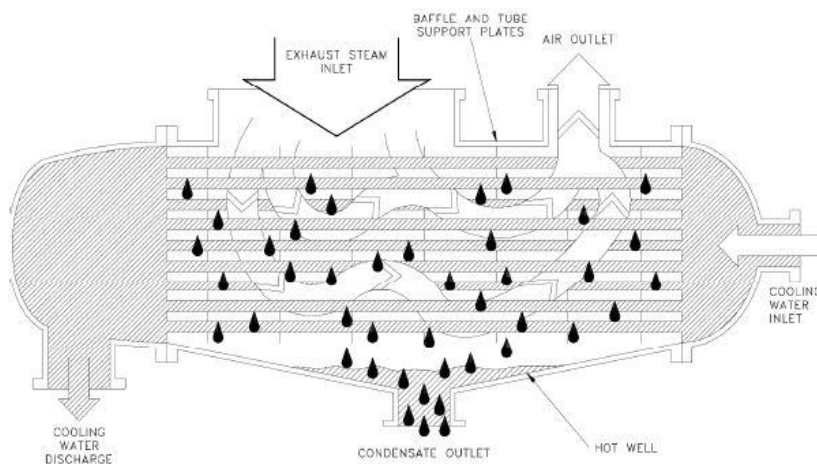 BAFFLE AND TUBE
SUPPORT PLATES
EXHAUST STEAM
INLET
AIR OUTLET
COOLING
WATER
INLET
COOLING
WATER
DISCHARGE
CONDENSATE OUTLET
HOT WELL